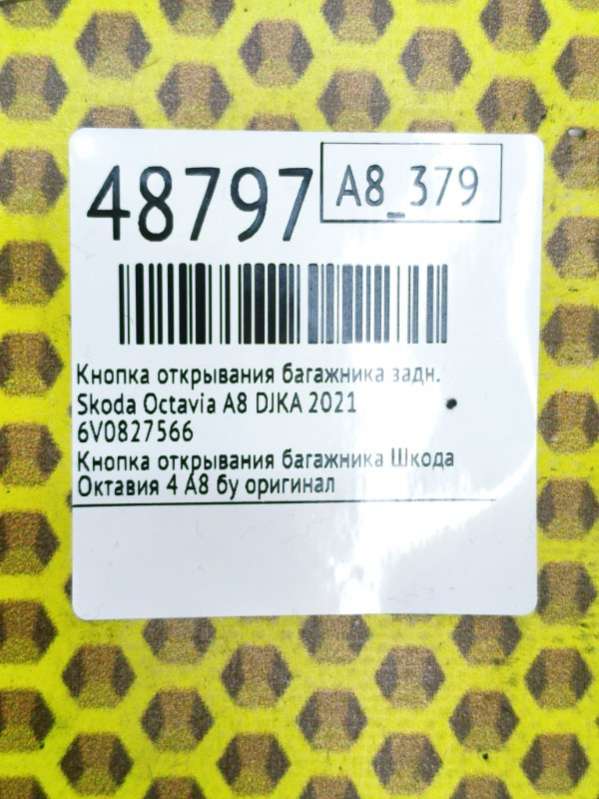 48797
A8_379
Кнопка открывания багажника задн.
Skoda Octavia A8 DJKA 2021
6V0827566
Кнопка открывания багажника Шкода
Октавия 4 А8 бу оригинал